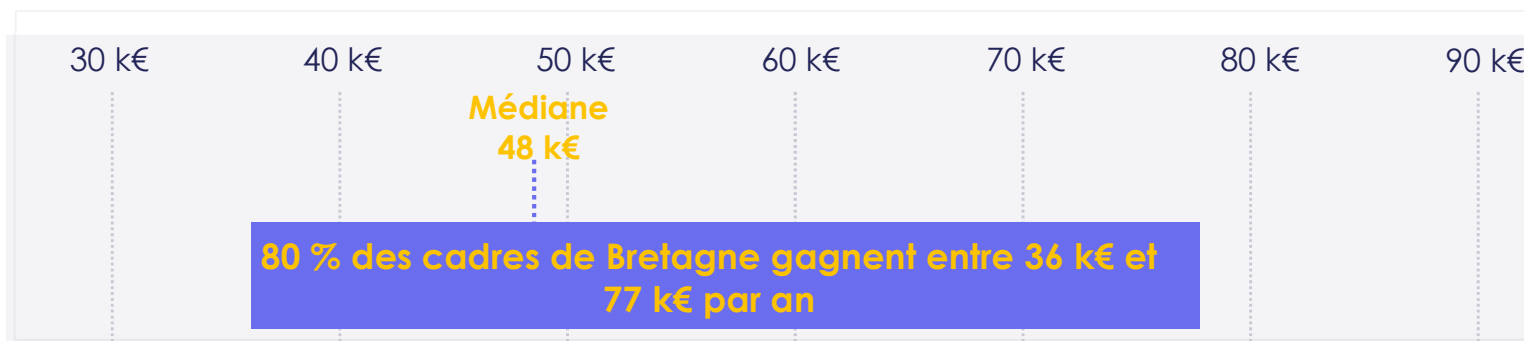 30 k€ 40 k€ 50 k€ 60 k€ 70 k€ 80 k€ 90 k€
Médiane
48 k€
80 % des cadres de Bretagne gagnent entre 36 k€ et
77 k€ par an